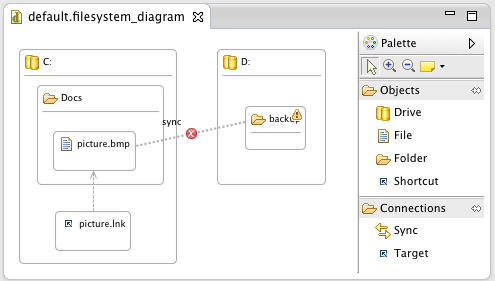 default.filesystem_diagram
C:
D:
Docs
sync
picture.bmp
backup
picture.lnk
Palette
Objects
Drive
File
Folder
Shortcut
Connections
Sync
Target